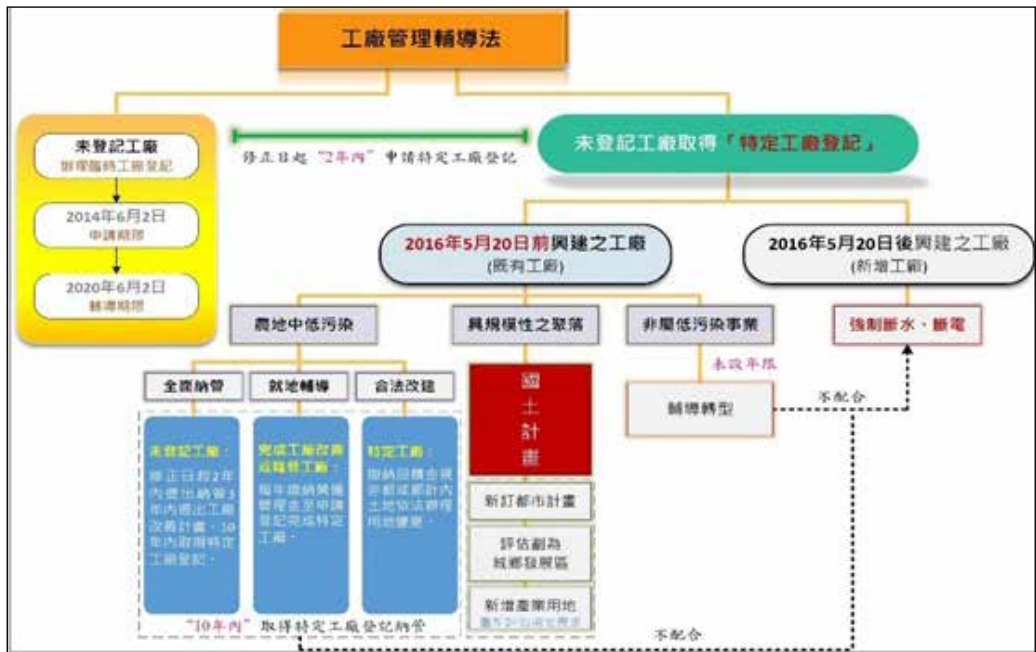 工廠管理輔導法
未登記工廠
辦理臨時工廠登記
2014年6月2日
申請期限
2020年6月2日
輔導期限
修正日起 "2年內" 申請特定工廠登記
未登記工廠取得「特定工廠登記」
2016年5月20日前興建之工廠
(既有工廠)
2016年5月20日後興建之工廠
(新增工廠)
農地中低污染
具規模性之聚落
非屬低污染事業
強制斷水、斷電
未設年限
全面納管
就地輔導
合法改建
國
土
計
畫
輔導轉型
不配合
未登記工廠：
修正日起2年
內提出納管3
年內提出工廠
改善計畫，10
年內取得特定
工廠登記。
完成工廠改善
或臨登工廠：
每年繳納營運
管理金至申請
登記完成特定
工廠。
特定工廠：
繳納回饋金視
非都或都計內
土地依法辦理
用地變更。
新訂都市計畫
評估劃為
城鄉發展區
新增產業用地
"10年內" 取得特定工廠登記納管
不配合